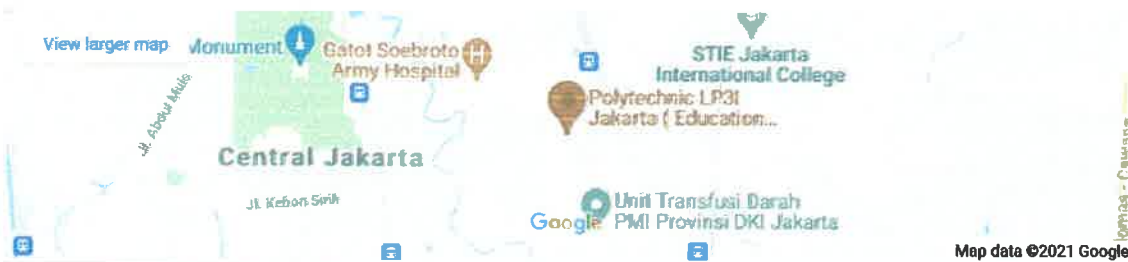 View larger map
Monument
Gatot Soebroto
Army Hospital
STIE Jakarta
International College
Polytechnic LP3I
Jakarta ( Education...
Jl. Abdul Muis
Central Jakarta
Jl. Kebon Sirih
Unit Transfusi Darah
PMI Provinsi DKI Jakarta
Google
Map data ©2021 Google